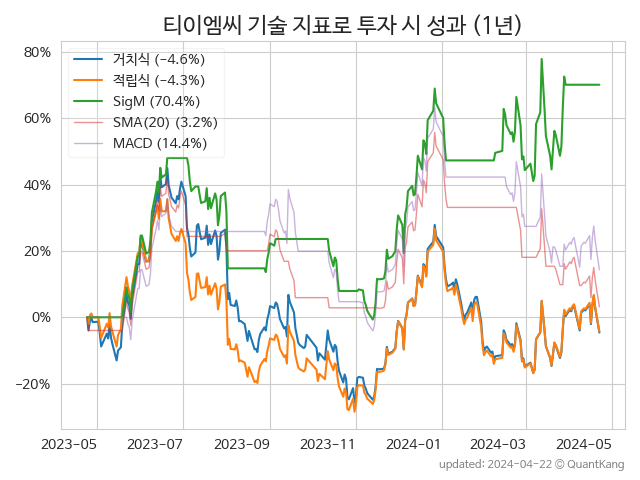 티이엠씨 기술 지표로 투자 시 성과 (1년)
80%
60%
40%
20%
0%
−20%
거치식 (−4.6%)
적립식 (−4.3%)
SigM (70.4%)
SMA(20) (3.2%)
MACD (14.4%)
2023−05 2023−07 2023−09 2023−11 2024−01 2024−03 2024−05
updated: 2024−04−22 © QuantKang